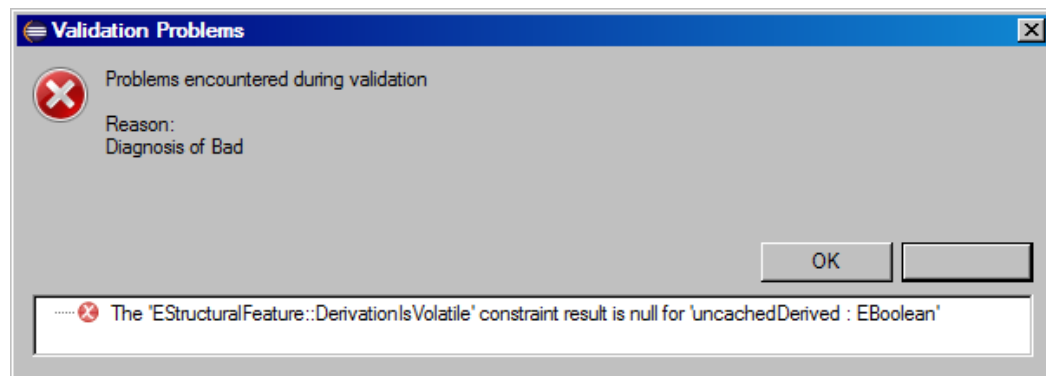 Validation Problems
Problems encountered during validation
Reason:
Diagnosis of Bad
OK
The 'EStructuralFeature::DerivationIsVolatile' constraint result is null for 'uncachedDerived : EBoolean'